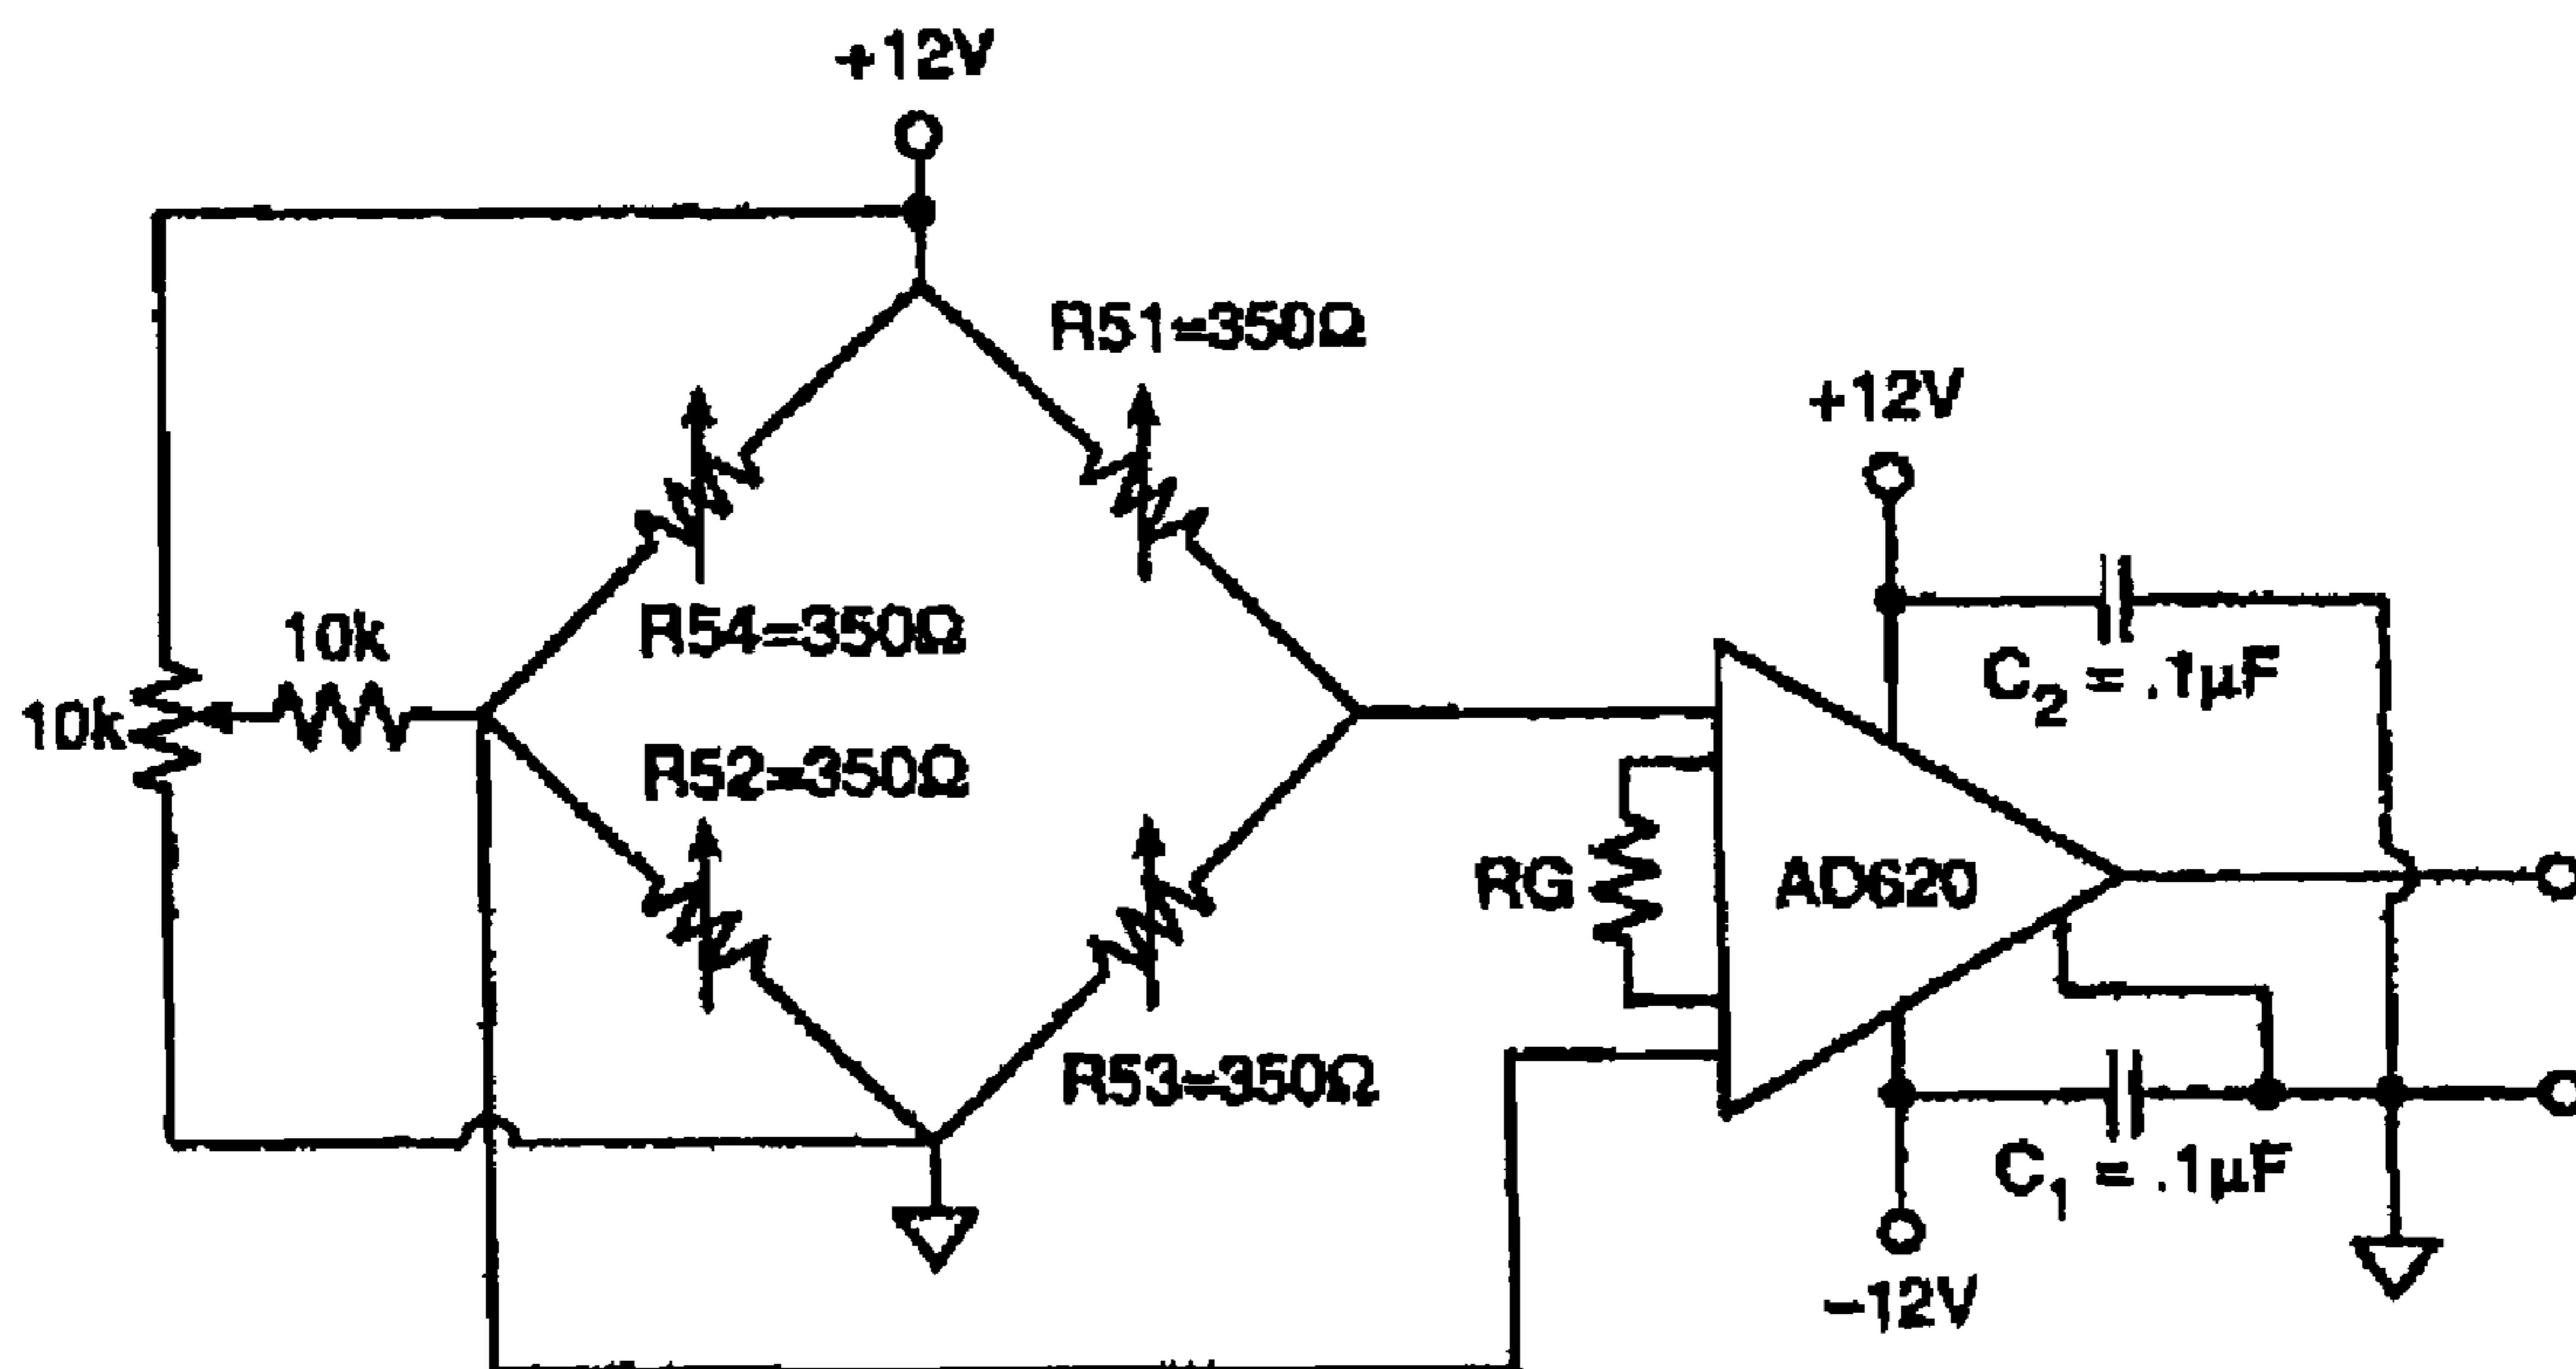 +12V
R51=350Ω
+12V
R54=350Ω
10k
C2 = .1µF
10k
R52=350Ω
RG
AD620
R53=350Ω
C1 = .1µF
−12V